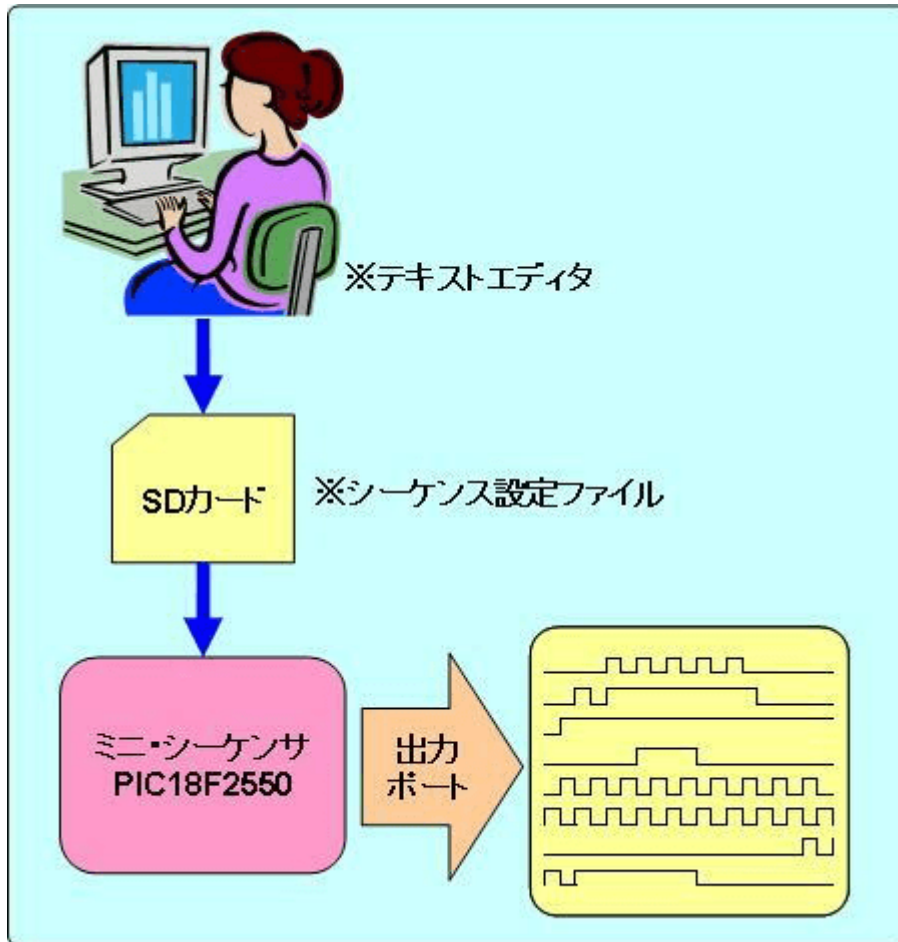 ※テキストエディタ
SDカード
※シーケンス設定ファイル
ミニ・シーケンサ
PIC18F2550
出力
ポート